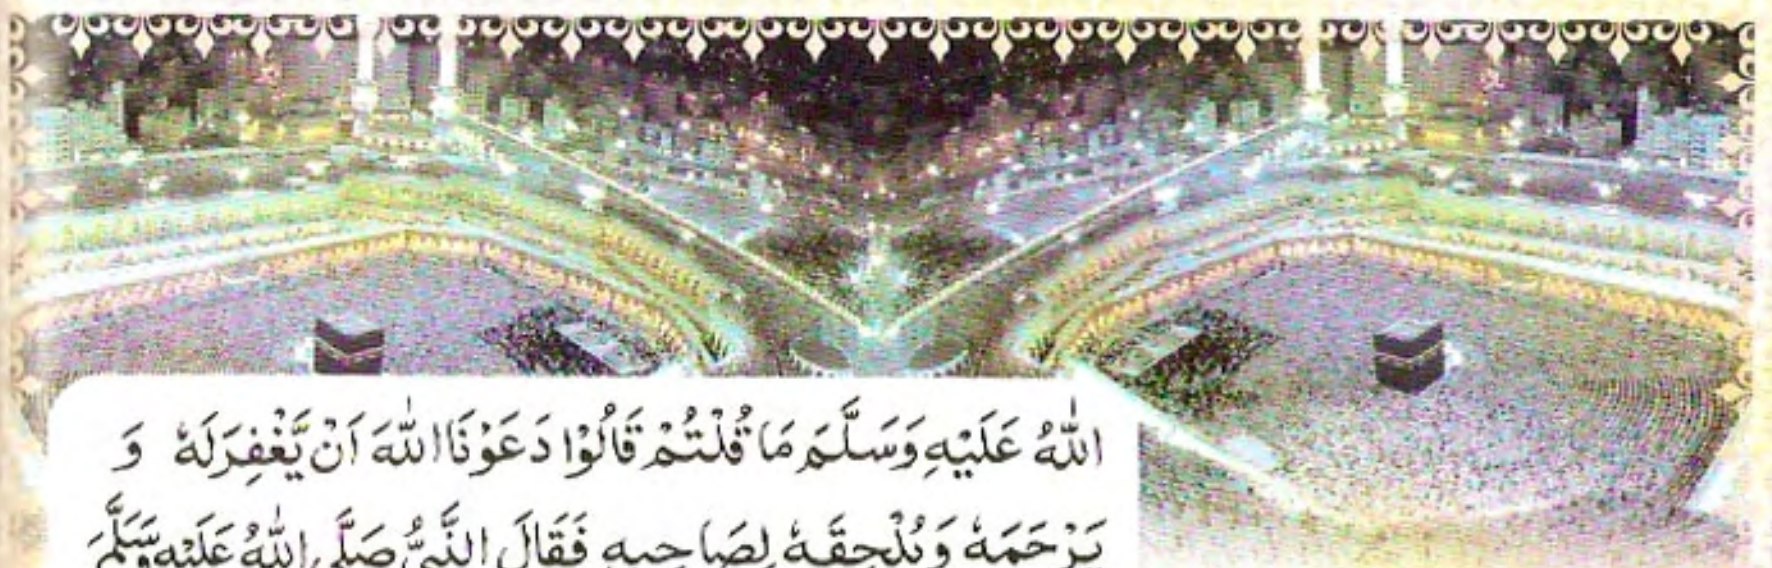 اللهُ عَلَيْهِ وَسَلَّمَ مَا قُلْتُمْ قَالُوْا دَعَوْنَا اللهَ اَنْ يَّغْفِرَلَهٗ وَ
يَرْحَمَهٗ وَيُلْحِقَهٗ لِصَاحِبِهٖ فَقَالَ النَّبِيُّ صَلَّى اللهُ عَلَيْهِ وَسَلَّمَ